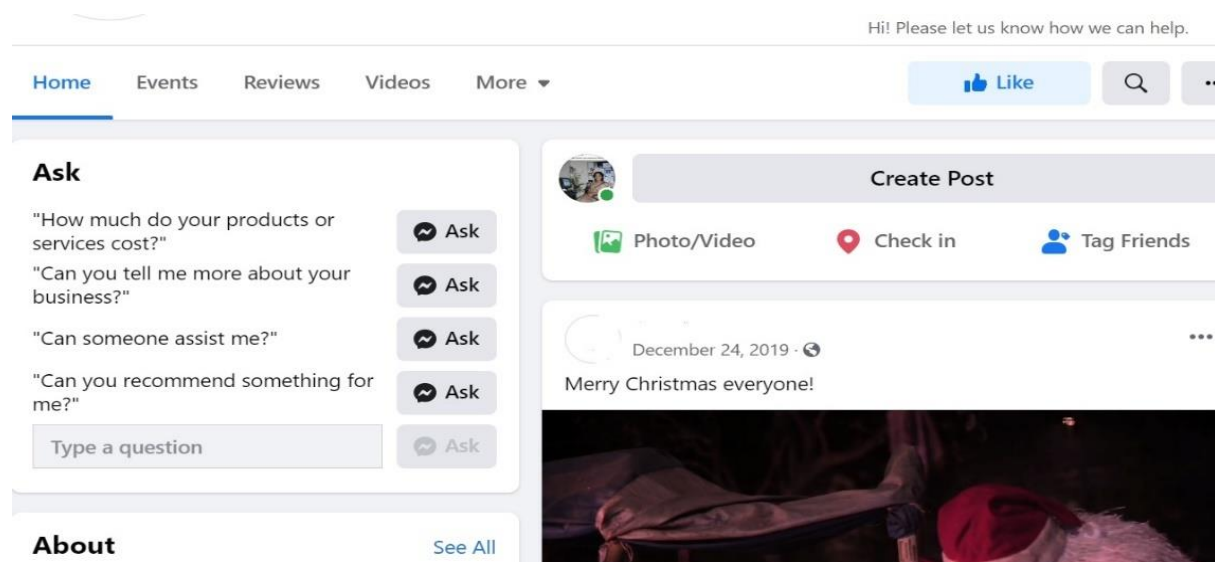 Hi! Please let us know how we can help.
Home Events Reviews Videos More
Like
Ask
"How much do your products or
services cost?"
Ask
"Can you tell me more about your
business?"
Ask
"Can someone assist me?"
Ask
"Can you recommend something for
me?"
Ask
Type a question
Ask
About
See All
Create Post
Photo/Video
Check in
Tag Friends
December 24, 2019 ·
Merry Christmas everyone!